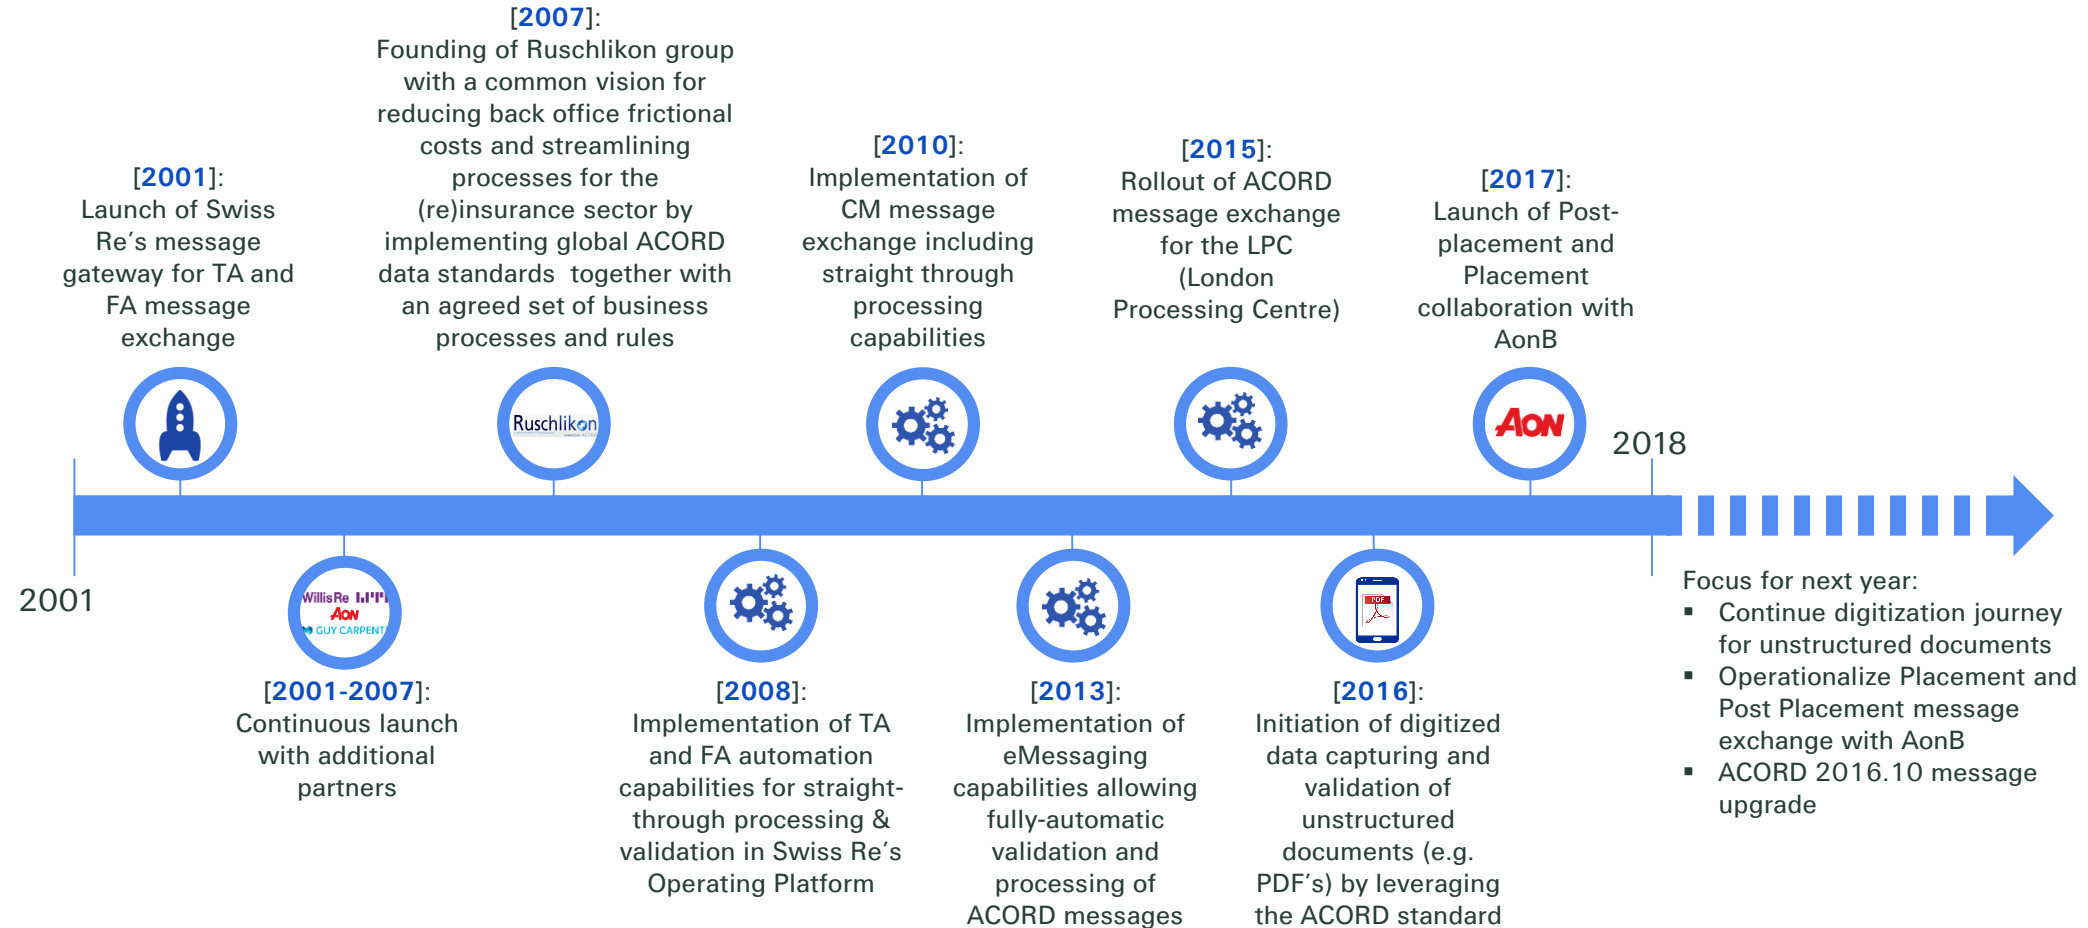 [2007]:
Founding of Ruschlikon group
with a common vision for
reducing back office frictional
costs and streamlining
processes for the
(re)insurance sector by
implementing global ACORD
data standards together with
an agreed set of business
processes and rules
[2001]:
Launch of Swiss
Re's message
gateway for TA and
FA message
exchange
[2010]:
Implementation of
CM message
exchange including
straight through
processing
capabilities
[2015]:
Rollout of ACORD
message exchange
for the LPC
(London
Processing Centre)
[2017]:
Launch of Post-
placement and
Placement
collaboration with
AonB
Ruschlikon
AON
2018
2001
WillisRe
AON
GUY CARPENT
PDF
[2001-2007]:
Continuous launch
with additional
partners
[2008]:
Implementation of TA
and FA automation
capabilities for straight-
through processing &
validation in Swiss Re's
Operating Platform
[2013]:
Implementation of
eMessaging
capabilities allowing
fully-automatic
validation and
processing of
ACORD messages
[2016]:
Initiation of digitized
data capturing and
validation of
unstructured
documents (e.g.
PDF's) by leveraging
the ACORD standard
Focus for next year:
▪ Continue digitization journey
for unstructured documents
▪ Operationalize Placement and
Post Placement message
exchange with AonB
▪ ACORD 2016.10 message
upgrade